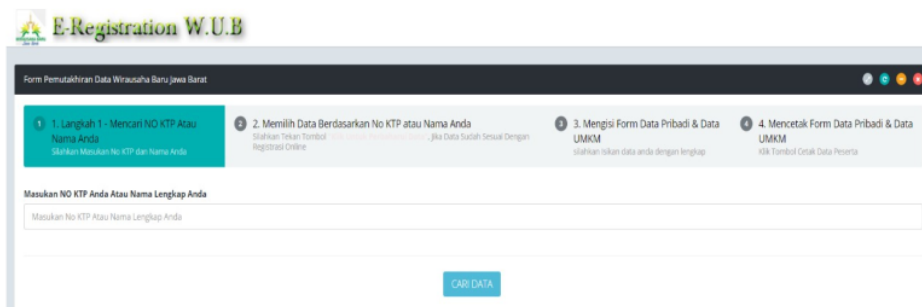 E-Registration W.U.B
Form Pemutakhiran Data Wirausaha Baru Jawa Barat
1 1. Langkah 1 - Mencari NO KTP Atau
Nama Anda
Silahkan Masukan No KTP dan Nama Anda
2 2. Memilih Data Berdasarkan No KTP atau Nama Anda
Silahkan Tekan Tombol , Jika Data Sudah Sesuai Dengan
Registrasi Online
3 3. Mengisi Form Data Pribadi & Data
UMKM
silahkan isikan data anda dengan lengkap
4 4. Mencetak Form Data Pribadi & Data
UMKM
Klik Tombol Cetak Data Peserta
Masukan NO KTP Anda Atau Nama Lengkap Anda
Masukan No KTP Atau Nama Lengkap Anda
CARI DATA